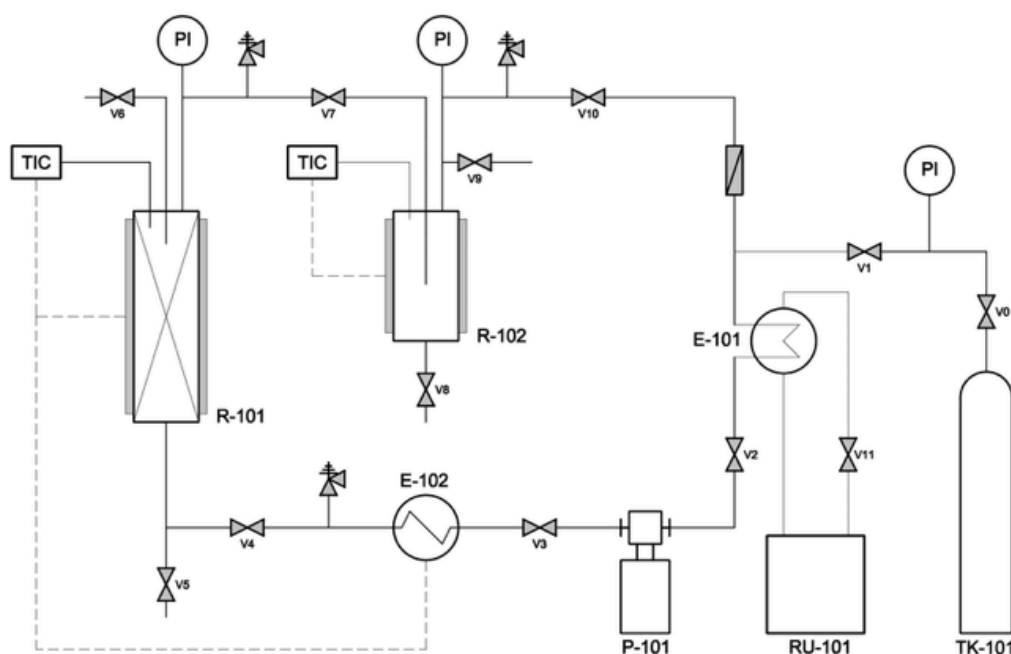 PI
PI
V6
V7
V10
TIC
TIC
V9
PI
V1
V0
E-101
R-102
V8
R-101
V2
V11
E-102
V4
V3
V5
P-101
RU-101
TK-101